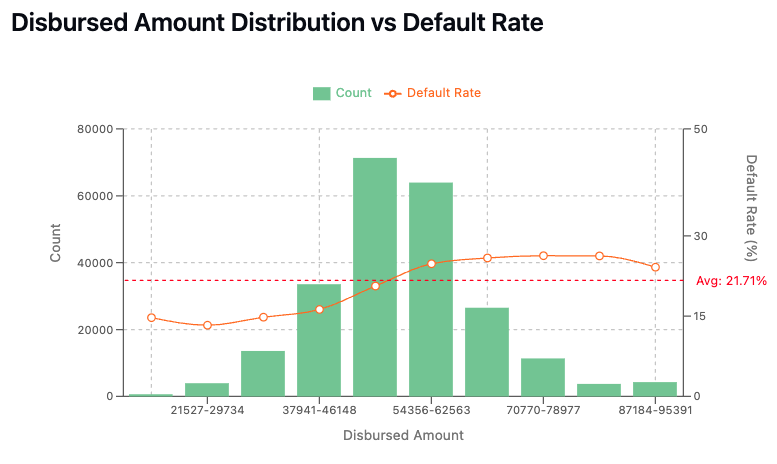 Disbursed Amount Distribution vs Default Rate
Count
Default Rate
80000
60000
40000
20000
0
Count
50
30
15
0
Default Rate (%)
Avg: 21.71%
21527-29734
37941-46148
54356-62563
70770-78977
87184-95391
Disbursed Amount